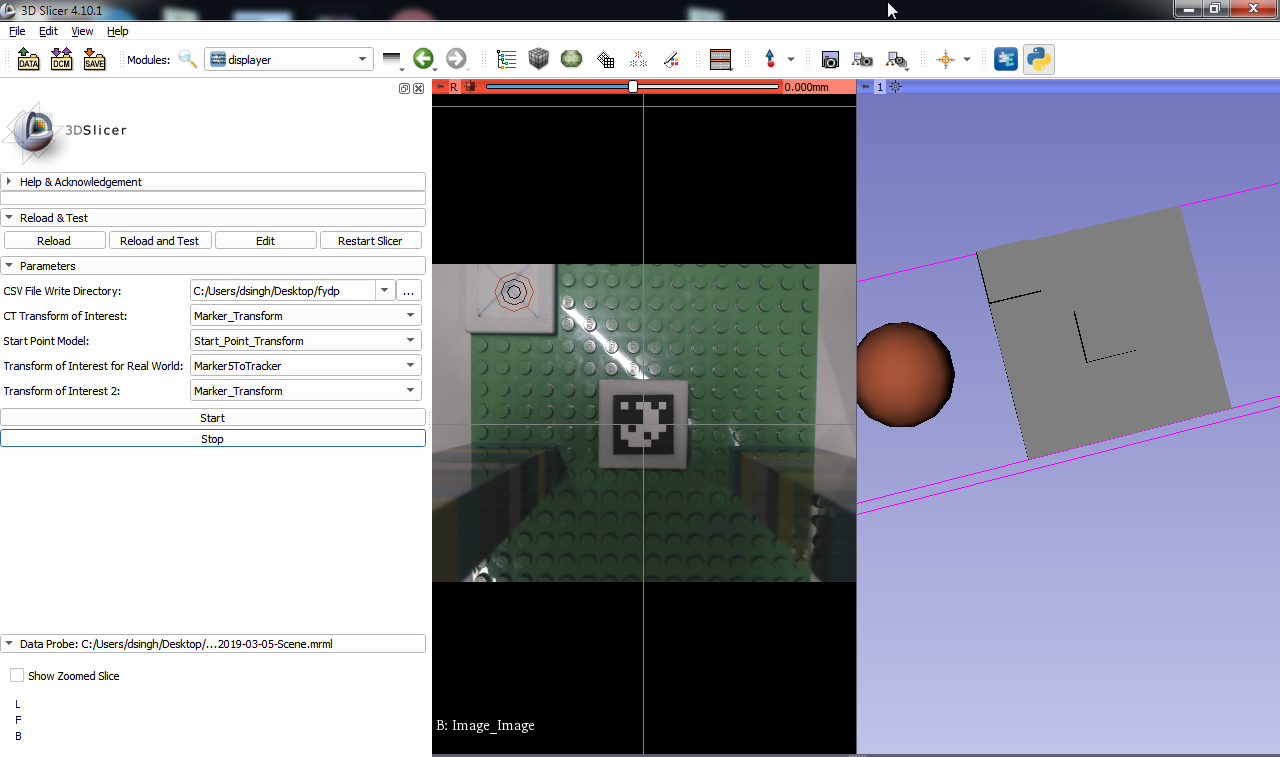 3D Slicer 4.10.1
File Edit View Help
DATA DCM SAVE Modules: displayer
R 0.000mm
1
3DSlicer
Help & Acknowledgement
Reload & Test
Reload Reload and Test Edit Restart Slicer
Parameters
CSV File Write Directory: C:/Users/dsingh/Desktop/fydp ...
CT Transform of Interest: Marker_Transform
Start Point Model: Start_Point_Transform
Transform of Interest for Real World: Marker5ToTracker
Transform of Interest 2: Marker_Transform
Start
Stop
Data Probe: C:/Users/dsingh/Desktop/...2019-03-05-Scene.mrml
Show Zoomed Slice
L
F
B
B: Image_Image